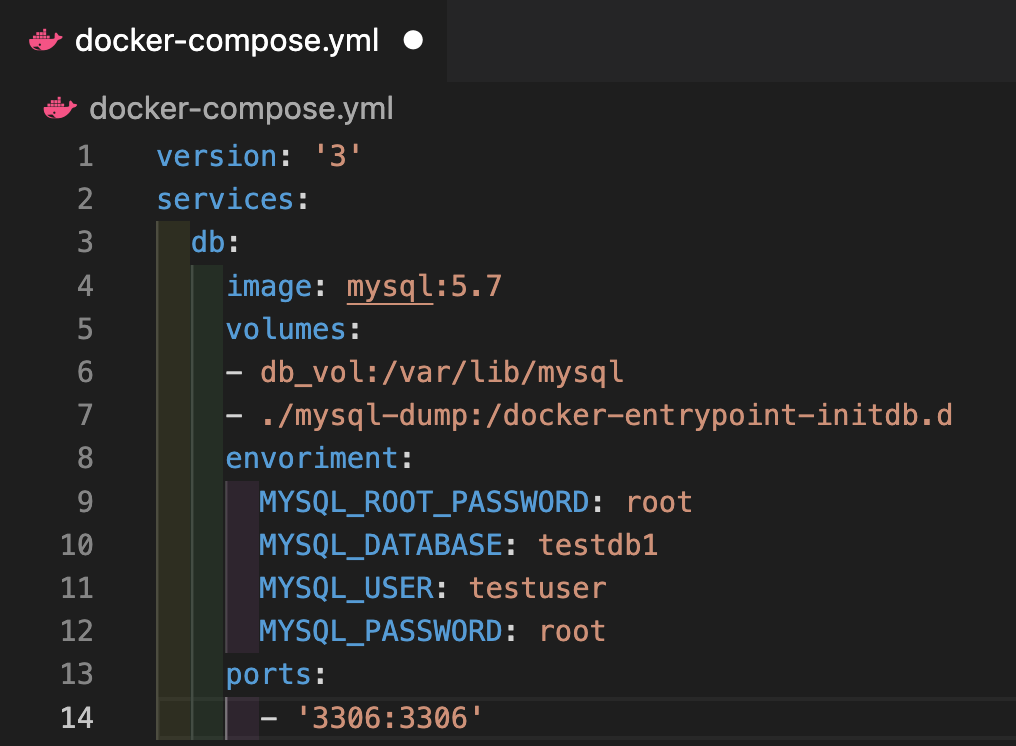 docker-compose.yml
docker-compose.yml
1 version: '3'
2 services:
3   db:
4     image: mysql:5.7
5     volumes:
6     - db_vol:/var/lib/mysql
7     - ./mysql-dump:/docker-entrypoint-initdb.d
8     envoriment:
9       MYSQL_ROOT_PASSWORD: root
10       MYSQL_DATABASE: testdb1
11       MYSQL_USER: testuser
12       MYSQL_PASSWORD: root
13     ports:
14       - '3306:3306'